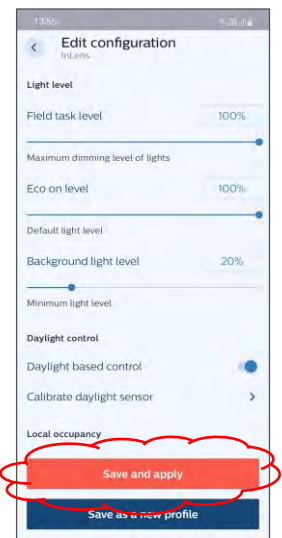 13:55
Edit configuration
InLens
Light level
Field task level 100%
Maximum dimming level of lights
Eco on level 100%
Default light level
Background light level 20%
Minimum light level
Daylight control
Daylight based control
Calibrate daylight sensor
Local occupancy
Save and apply
Save as a new profile